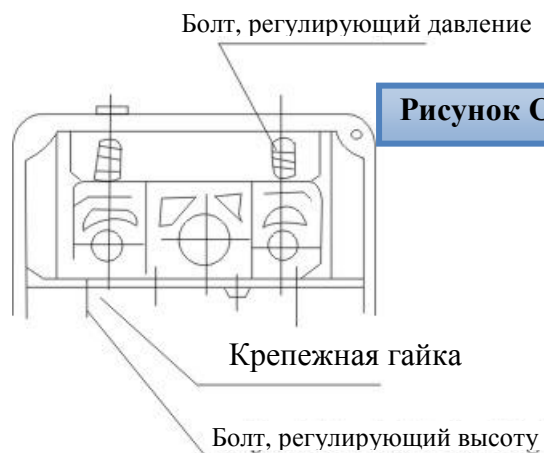 Болт, регулирующий давление
Рисунок С
Крепежная гайка
Болт, регулирующий высоту